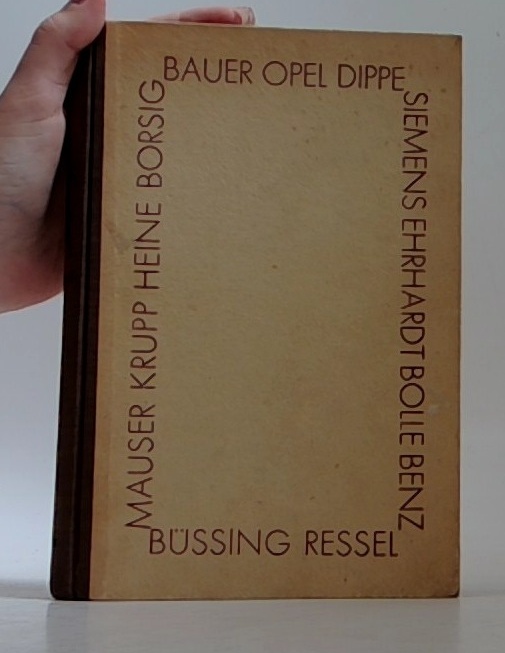 BAUER OPEL DIPPE
SIEMENS EHRHARDT BOLLE BENZ
BÜSSING RESSEL
MAUSER KRUPP HEINE BORSIG